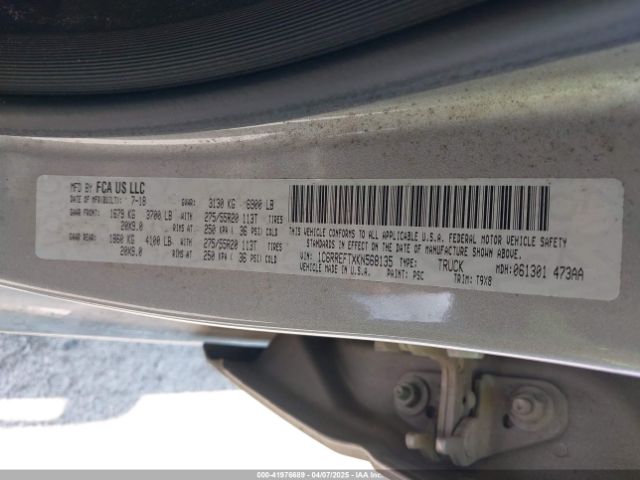 MFD BY FCA US LLC
DATE OF MFR(BUILT): 7-18 GVWR: 3130 KG 6900 LB
GAWR FRONT: 1679 KG 3700 LB WITH 275/55R20 113T TIRES
20X9.0 RIMS AT 250 KPA ( 36 PSI) COLD
GAWR REAR: 1860 KG 4100 LB WITH 275/55R20 113T TIRES
20X9.0 RIMS AT 250 KPA ( 36 PSI) COLD
THIS VEHICLE CONFORMS TO ALL APPLICABLE U.S.A. FEDERAL MOTOR VEHICLE SAFETY
STANDARDS IN EFFECT ON THE DATE OF MANUFACTURE SHOWN ABOVE.
VIN: 1C6RREFTXKN568135 TYPE: TRUCK MDH: 061301 473AA
VEHICLE MADE IN U.S.A. PAINT: PSC TRIM: T9X8
000-41976689 04/07/2025 Copart